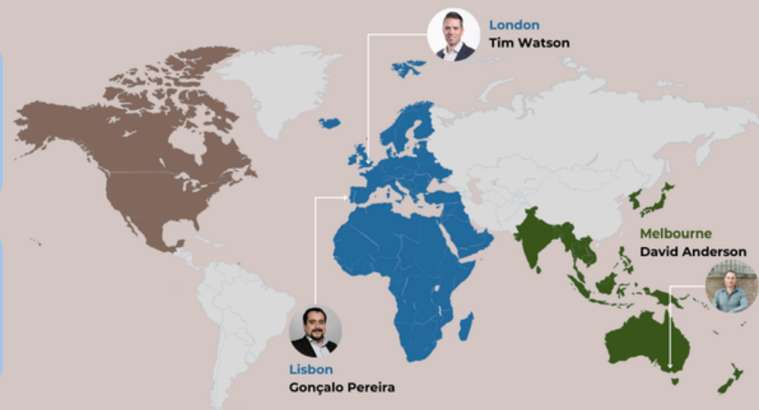 London
Tim Watson
Melbourne
David Anderson
Lisbon
Gonçalo Pereira